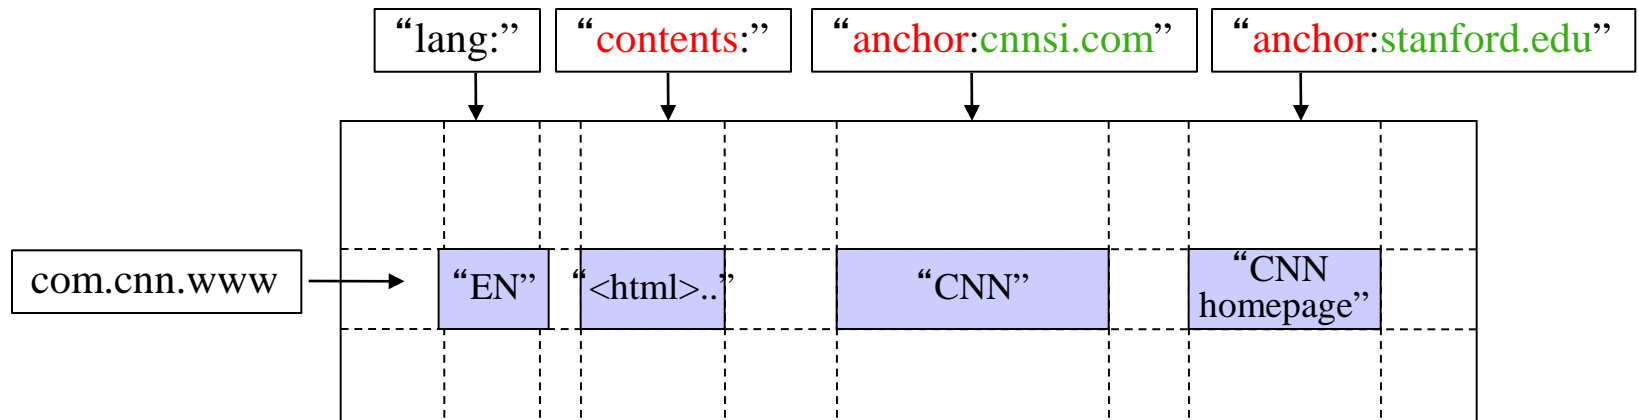 “lang:”
“contents:”
“anchor:cnnsi.com”
“anchor:stanford.edu”
com.cnn.www
“EN”
“<html>..”
“CNN”
“CNN
homepage”